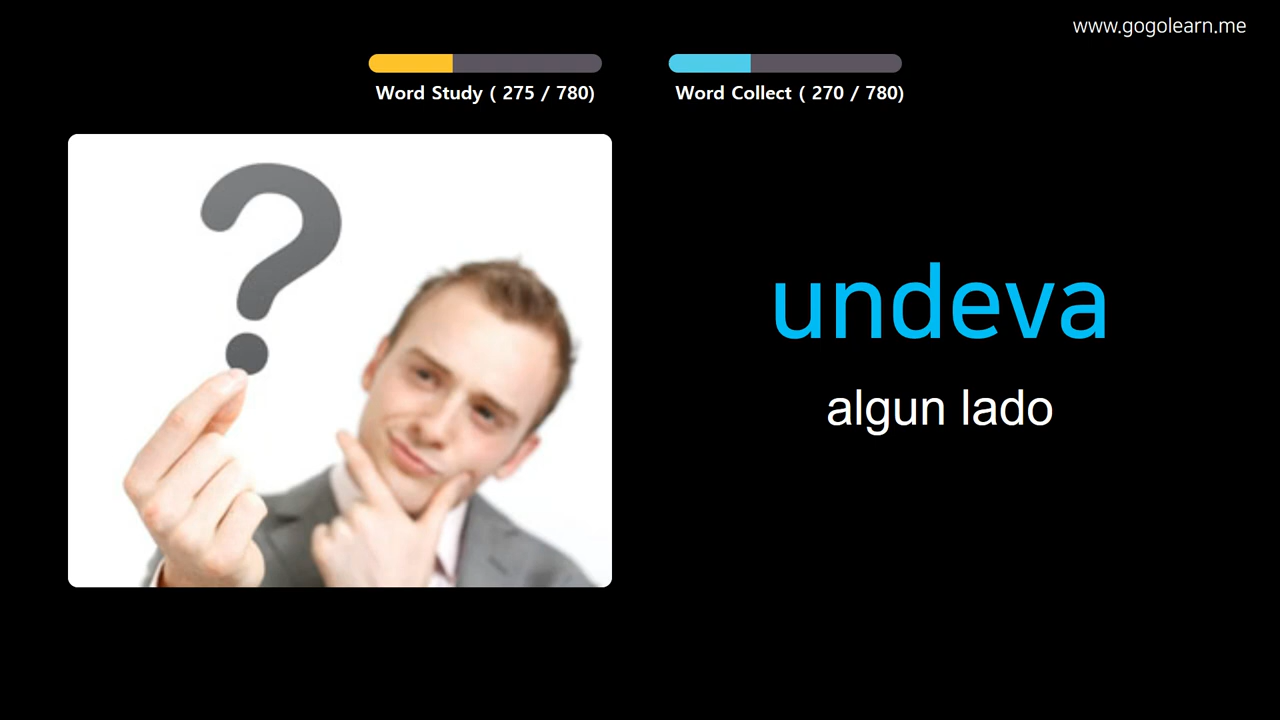 www.gogolearn.me
Word Study ( 275 / 780)
Word Collect ( 270 / 780)
?
undeva
algun lado